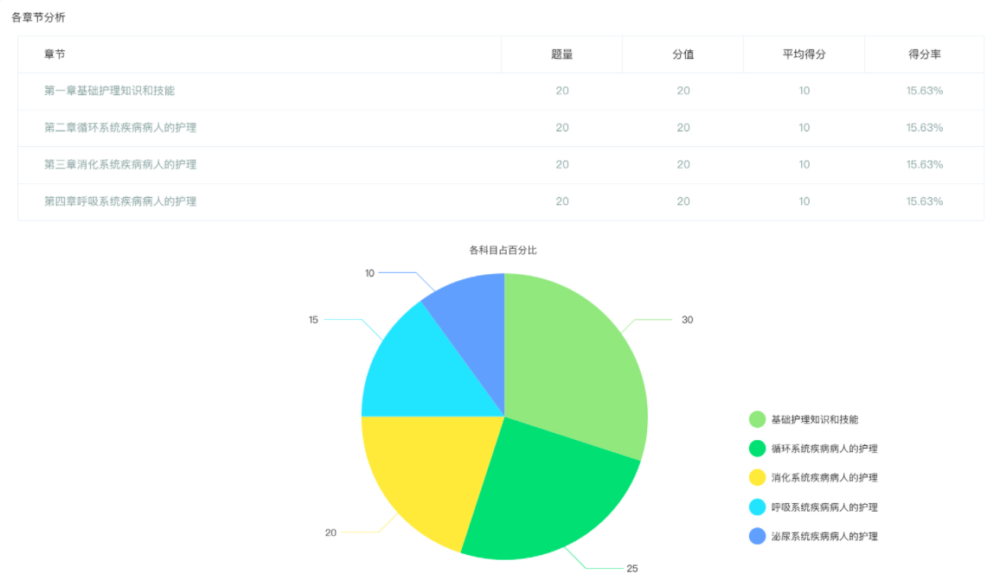 各章节分析
章节 题量 分值 平均得分 得分率
第一章基础护理知识和技能 20 20 10 15.63%
第二章循环系统疾病病人的护理 20 20 10 15.63%
第三章消化系统疾病病人的护理 20 20 10 15.63%
第四章呼吸系统疾病病人的护理 20 20 10 15.63%
各科目占百分比
10
15
30
20
25
基础护理知识和技能
循环系统疾病病人的护理
消化系统疾病病人的护理
呼吸系统疾病病人的护理
泌尿系统疾病病人的护理